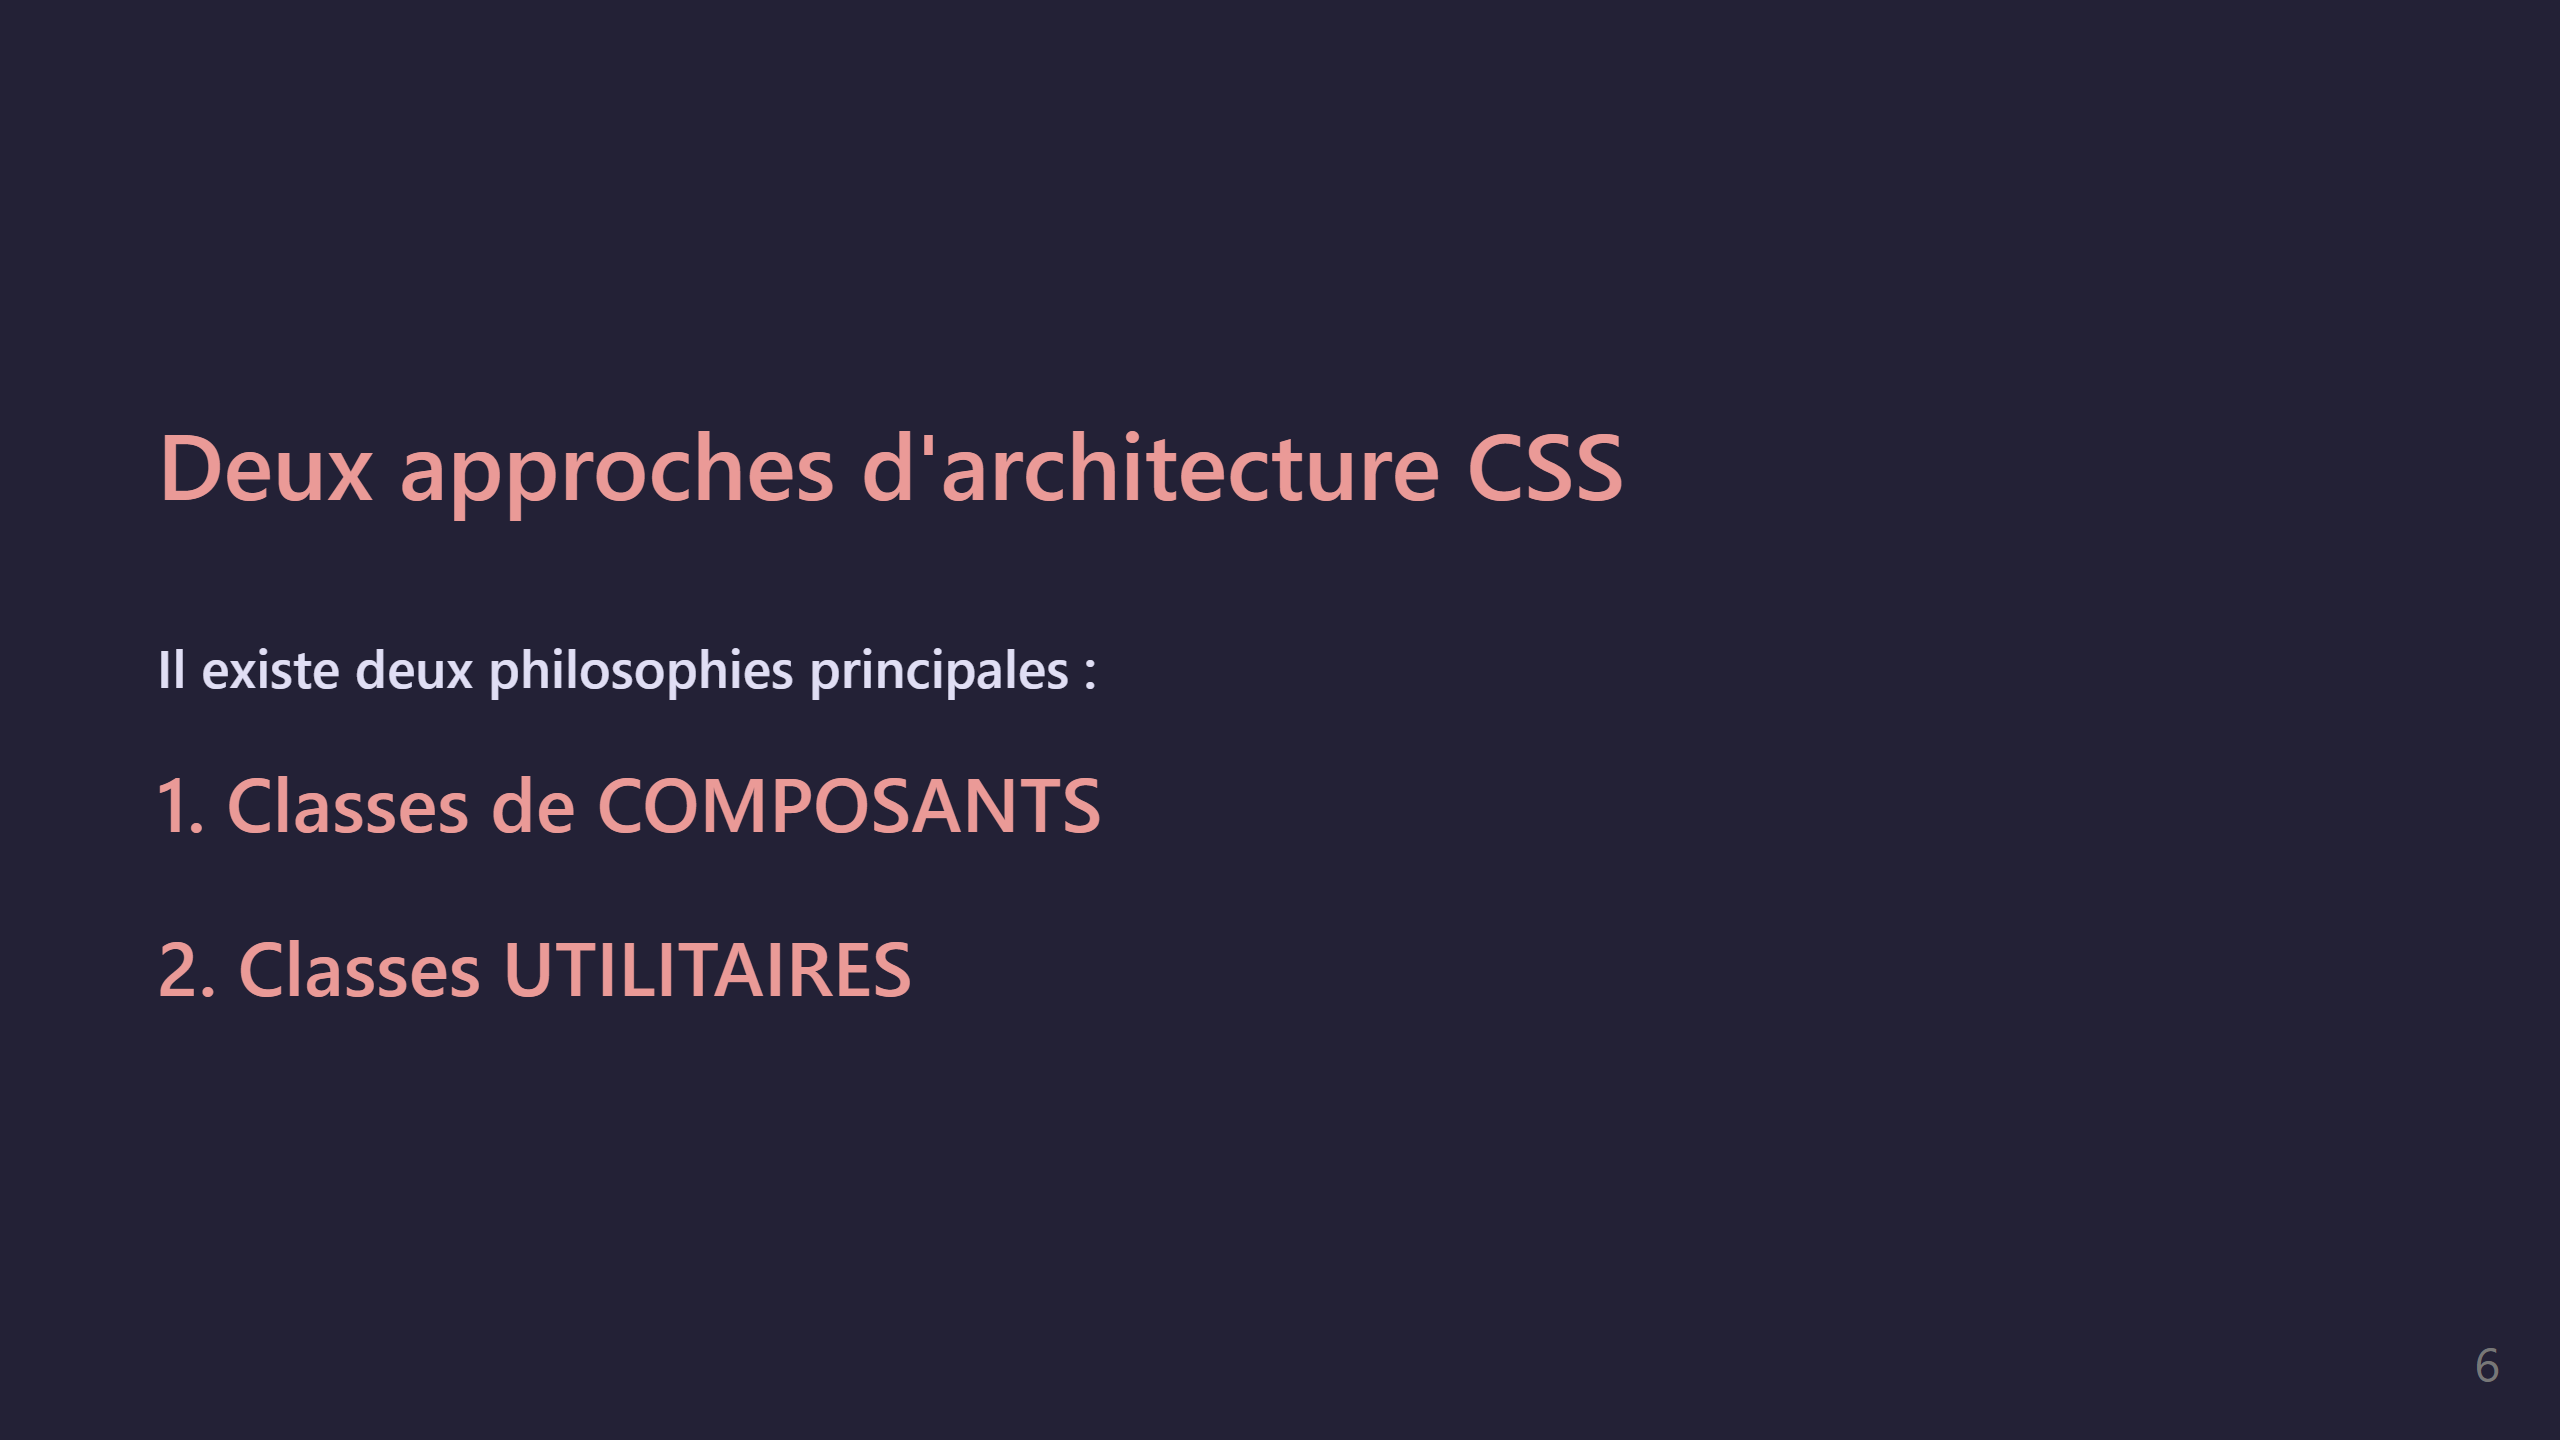 Deux approches d'architecture CSS
Il existe deux philosophies principales :
1. Classes de COMPOSANTS
2. Classes UTILITAIRES
6